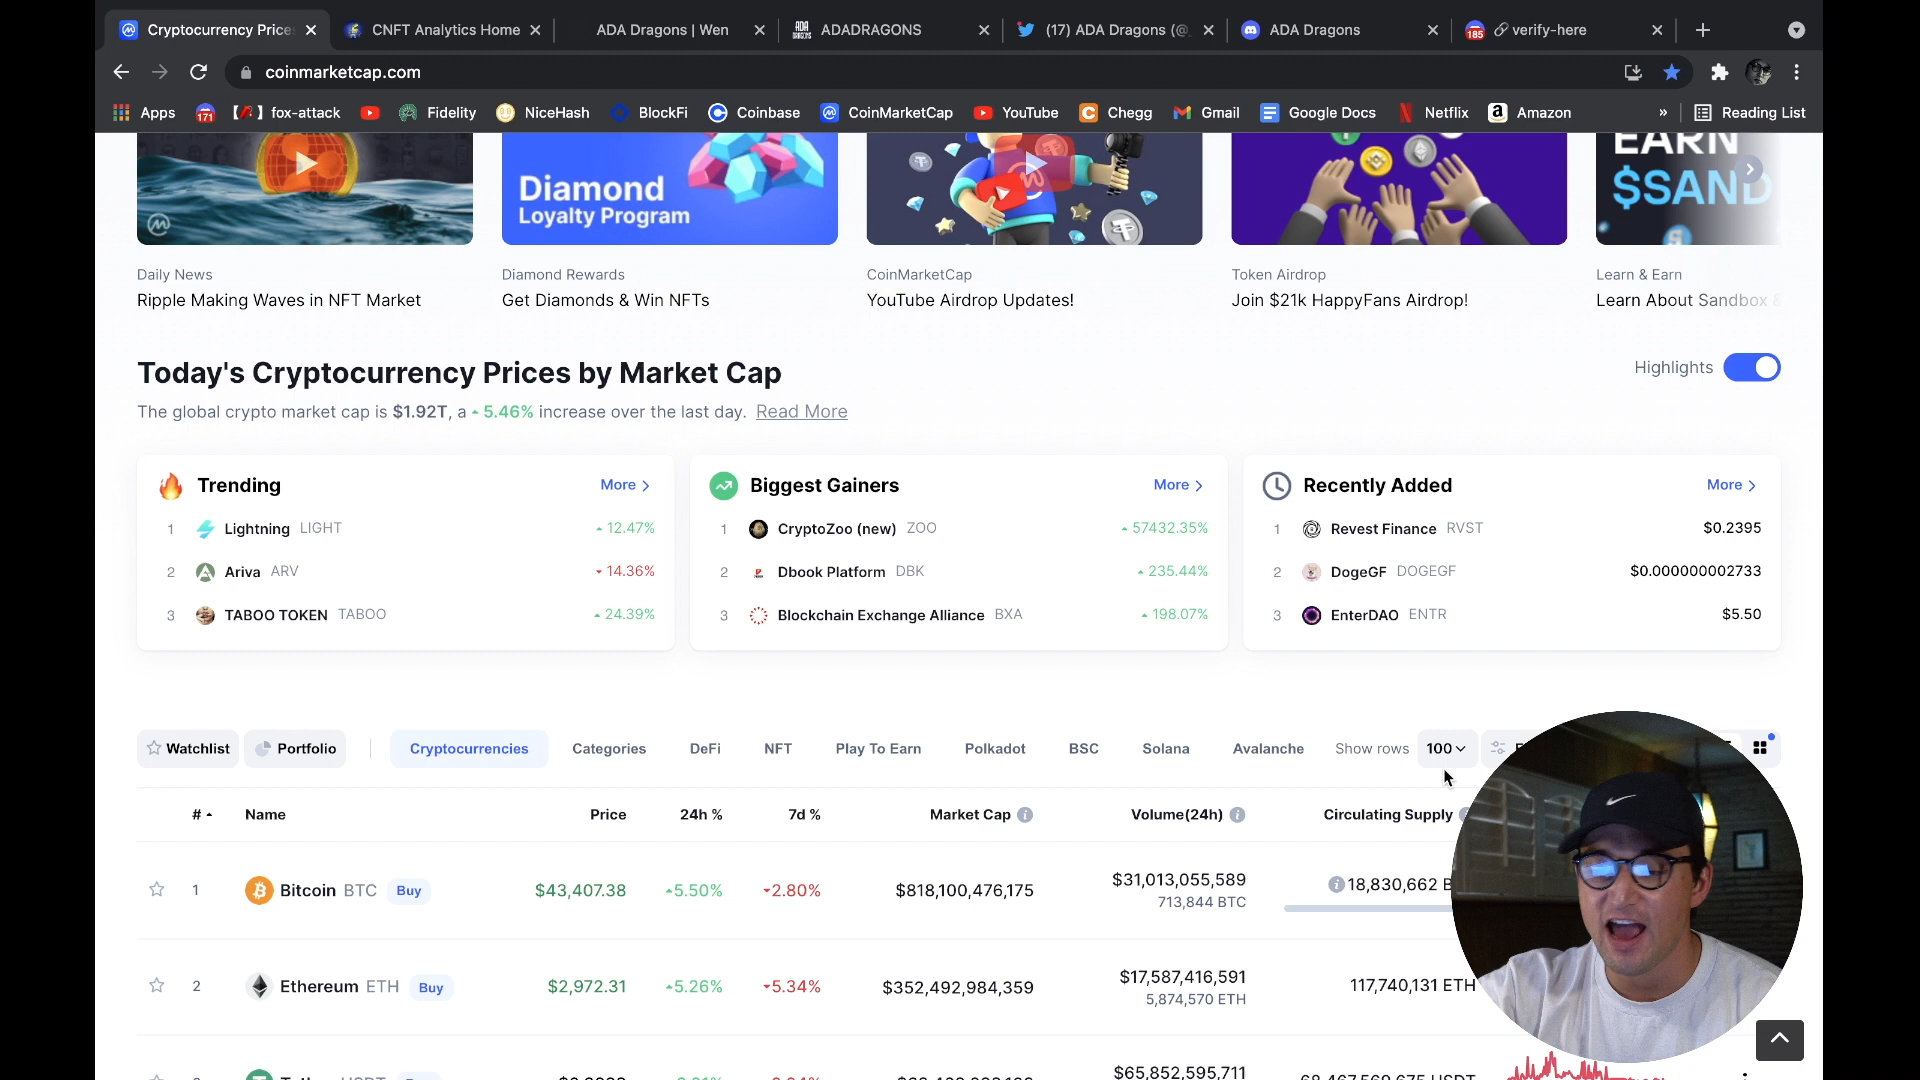 Cryptocurrency Price
CNFT Analytics Home
ADA Dragons | Wen
ADADRAGONS
(17) ADA Dragons (@_
ADA Dragons
185
verify-here
coinmarketcap.com
Apps
171
fox-attack
Fidelity
NiceHash
BlockFi
Coinbase
CoinMarketCap
YouTube
Chegg
Gmail
Google Docs
Netflix
Amazon
»
Reading List
Diamond
Loyalty Program
EARN
$SAND
Daily News
Ripple Making Waves in NFT Market
Diamond Rewards
Get Diamonds & Win NFTs
CoinMarketCap
YouTube Airdrop Updates!
Token Airdrop
Join $21k HappyFans Airdrop!
Learn & Earn
Learn About Sandbox &
Today's Cryptocurrency Prices by Market Cap
Highlights
The global crypto market cap is $1.92T, a 5.46% increase over the last day. Read More
Trending
More >
1 Lightning LIGHT 12.47%
2 Ariva ARV 14.36%
3 TABOO TOKEN TABOO 24.39%
Biggest Gainers
More >
1 CryptoZoo (new) ZOO 57432.35%
2 Dbook Platform DBK 235.44%
3 Blockchain Exchange Alliance BXA 198.07%
Recently Added
More >
1 Revest Finance RVST $0.2395
2 DogeGF DOGEGF $0.000000002733
3 EnterDAO ENTR $5.50
Watchlist Portfolio Cryptocurrencies Categories DeFi NFT Play To Earn Polkadot BSC Solana Avalanche Show rows 100
# Name Price 24h % 7d % Market Cap Volume(24h) Circulating Supply
1 Bitcoin BTC Buy $43,407.38 5.50% 2.80% $818,100,476,175 $31,013,055,589 18,830,662 B
713,844 BTC
2 Ethereum ETH Buy $2,972.31 5.26% 5.34% $352,492,984,359 $17,587,416,591 117,740,131 ETH
5,874,570 ETH
$65,852,595,711